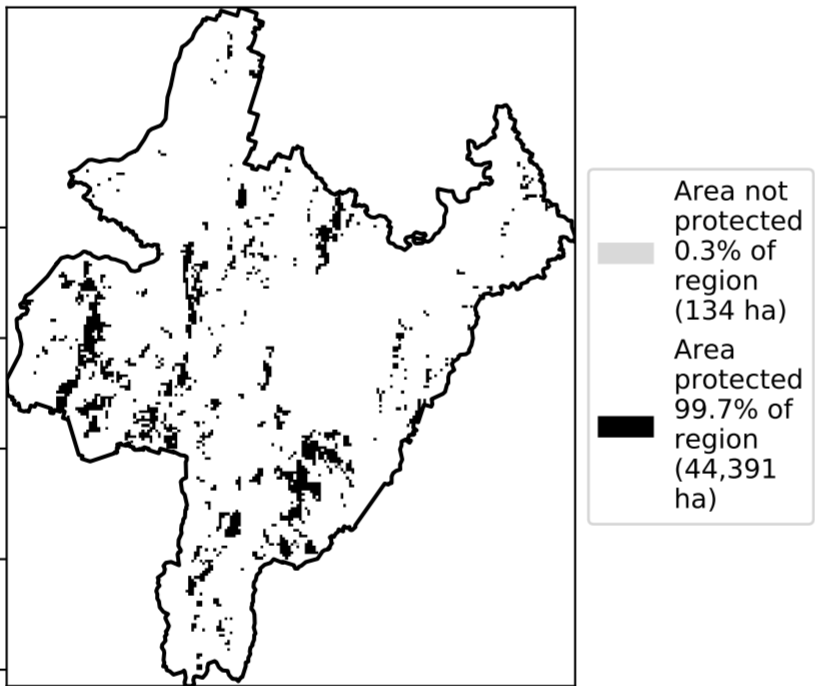 Area not
protected
0.3% of
region
(134 ha)
Area
protected
99.7% of
region
(44,391
ha)